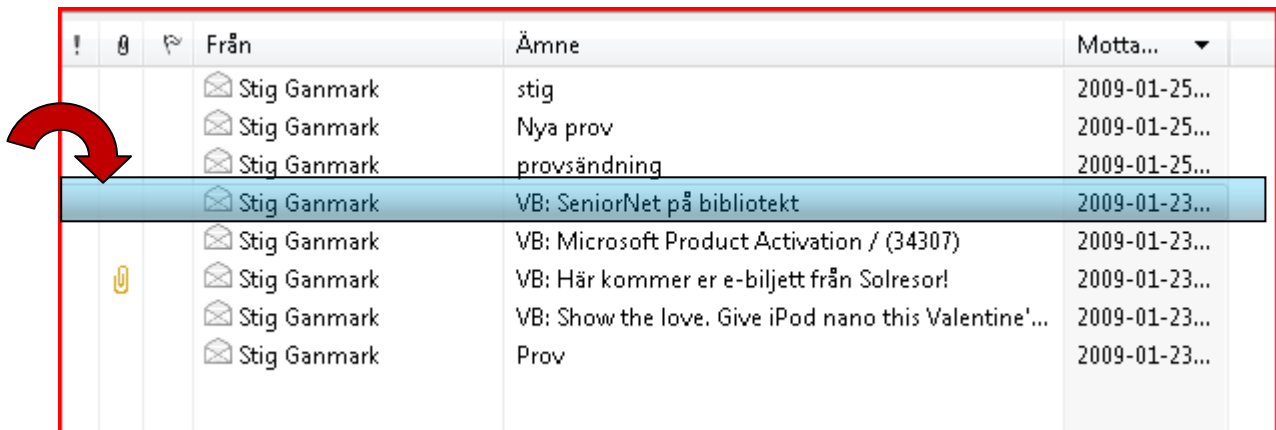 ! Från Ämne Motta...
Stig Ganmark stig 2009-01-25...
Stig Ganmark Nya prov 2009-01-25...
Stig Ganmark provsändning 2009-01-25...
Stig Ganmark VB: SeniorNet på bibliotekt 2009-01-23...
Stig Ganmark VB: Microsoft Product Activation / (34307) 2009-01-23...
Stig Ganmark VB: Här kommer er e-biljett från Solresor! 2009-01-23...
Stig Ganmark VB: Show the love. Give iPod nano this Valentine'... 2009-01-23...
Stig Ganmark Prov 2009-01-23...